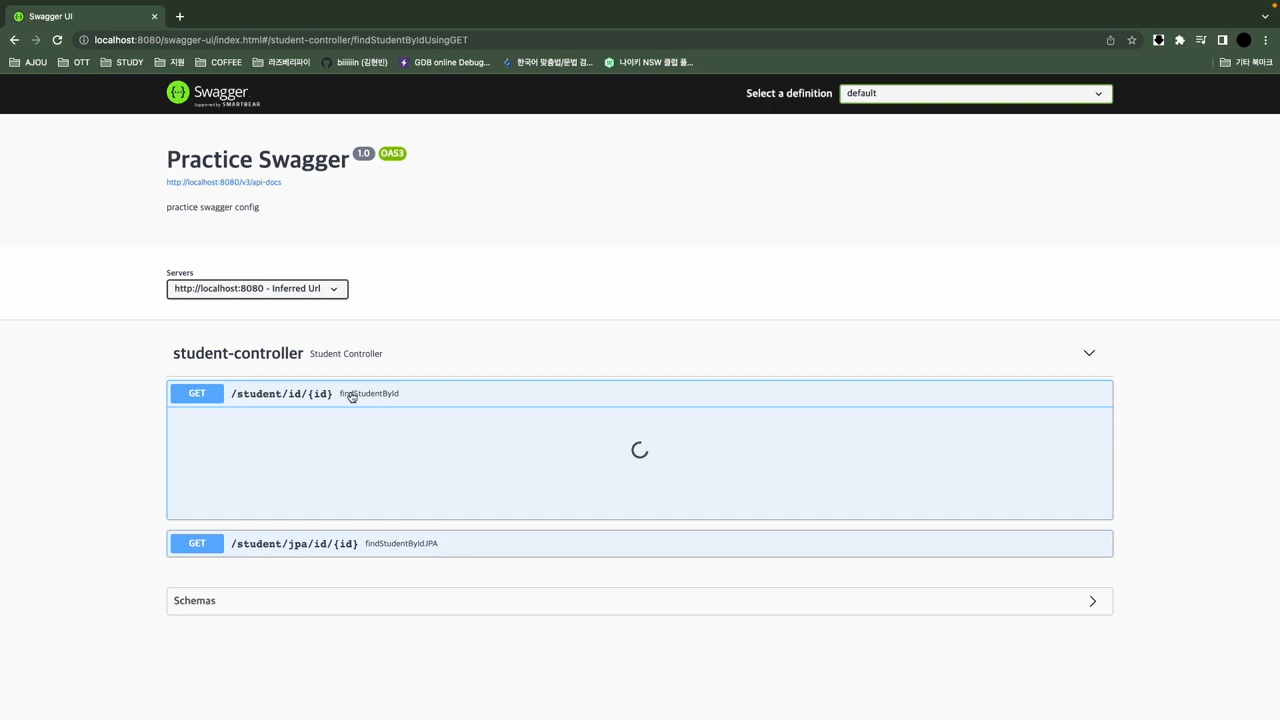 Swagger UI
localhost:8080/swagger-ui/index.html#/student-controller/findStudentByIdUsingGET
AJOU OTT STUDY 지원 COFFEE 라즈베리파이 biiiiiin (김현빈) GDB online Debug... 한국어 맞춤법/문법 검... 나이키 NSW 클럽 플... 기타 북마크
Swagger. Select a definition default
Supported by SMARTBEAR
Practice Swagger 1.0 OAS3
http://localhost:8080/v3/api-docs
practice swagger config
Servers
http://localhost:8080 - Inferred Url
student-controller Student Controller
GET /student/id/{id} findStudentById
GET /student/jpa/id/{id} findStudentByIdJPA
Schemas